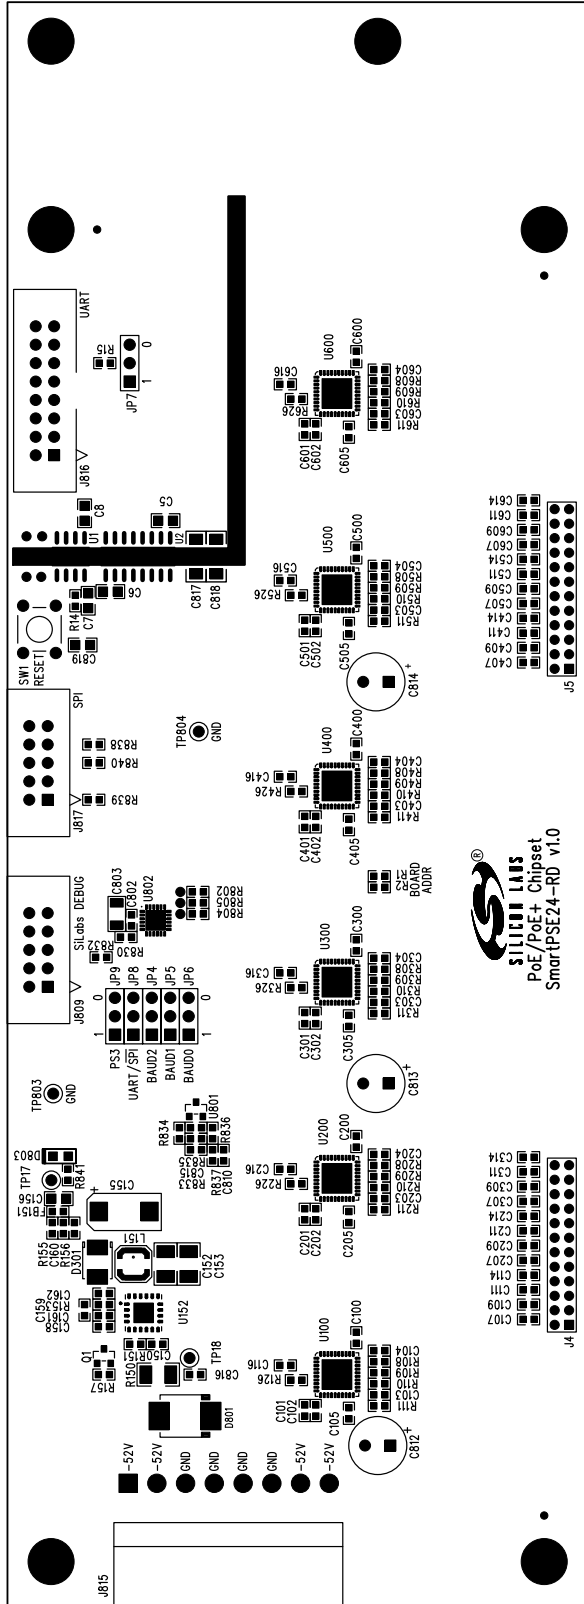 UART
J816
R15
JP7
1
0
C8
C5
U1
U2
C817
C818
C6
R14
C7
C819
SW1
RESET
U600
C600
C616
R626
C601
C602
C605
C604
R608
R609
R610
C603
R611
U500
C500
C516
R526
C501
C502
C505
C504
R508
R509
R510
C503
R511
C614
C611
C609
C607
C514
C511
C509
C507
C414
C411
C409
C407
J5
C814
+
SPI
J817
R838
R840
R839
TP804
GND
U400
C400
C416
R426
C401
C402
C405
C404
R408
R409
R410
C403
R411
R1
R2
BOARD
ADDR
SiLabs DEBUG
J809
C803
C802
U802
R832
R830
R802
R805
R804
JP9
JP8
JP4
JP5
JP6
0
1
PS3
UART/SPI
BAUD2
BAUD1
BAUD0
0
1
U300
C300
C316
R326
C301
C302
C305
C304
R308
R309
R310
C303
R311
C813
+
®
SILICON LABS
PoE/PoE+ Chipset
SmartPSE24-RD v1.0
TP803
GND
D803
TP17
R841
C156
FB151
C155
+
R155
C160
R156
D301
L151
C152
C153
R834
U801
R836
R835
C815
R833
R837
C810
U200
C200
C216
R226
C201
C202
C205
C204
R208
R209
R210
C203
R211
C314
C311
C309
C307
C214
C211
C209
C207
C114
C111
C109
C107
J4
C162
C159
R153
C161
C158
U152
Q1
R157
R151
C150
R150
TP18
C816
D801
U100
C100
C116
R126
C101
C102
C105
C104
R108
R109
R110
C103
R111
C812
+
-52V
-52V
GND
GND
GND
GND
-52V
-52V
J815